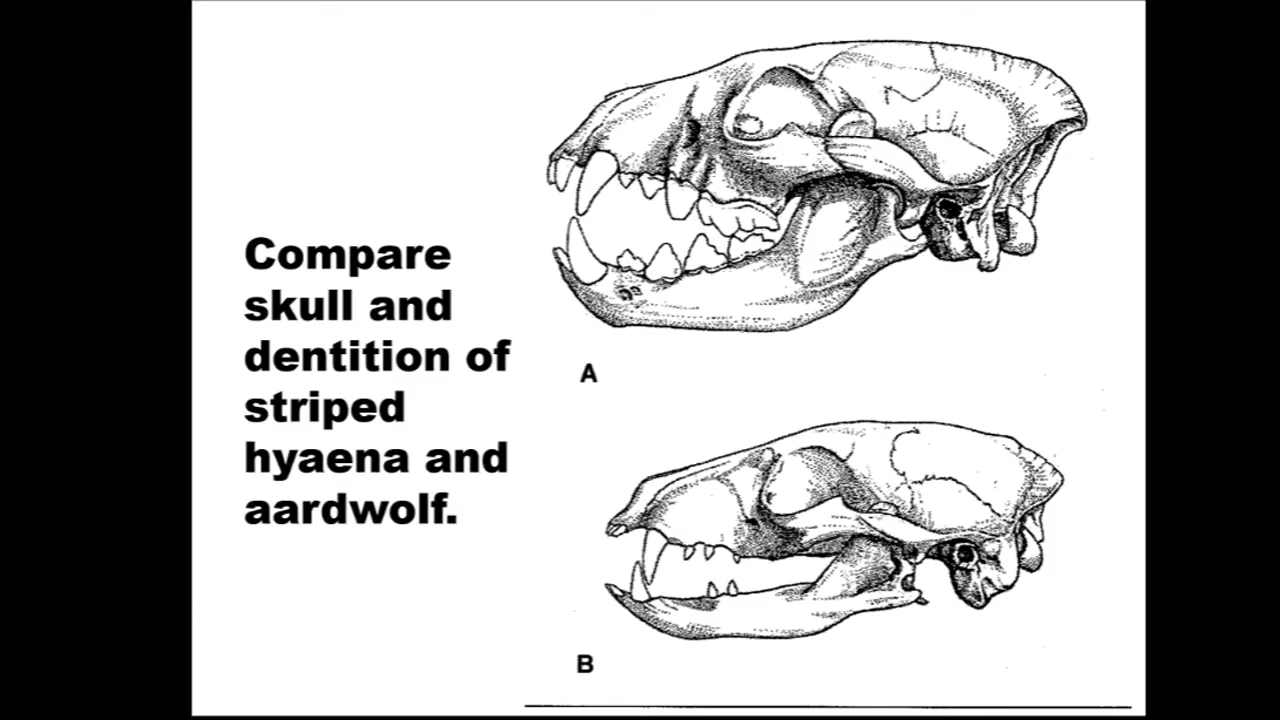 Compare
skull and
dentition of
striped
hyaena and
aardwolf.
A
B